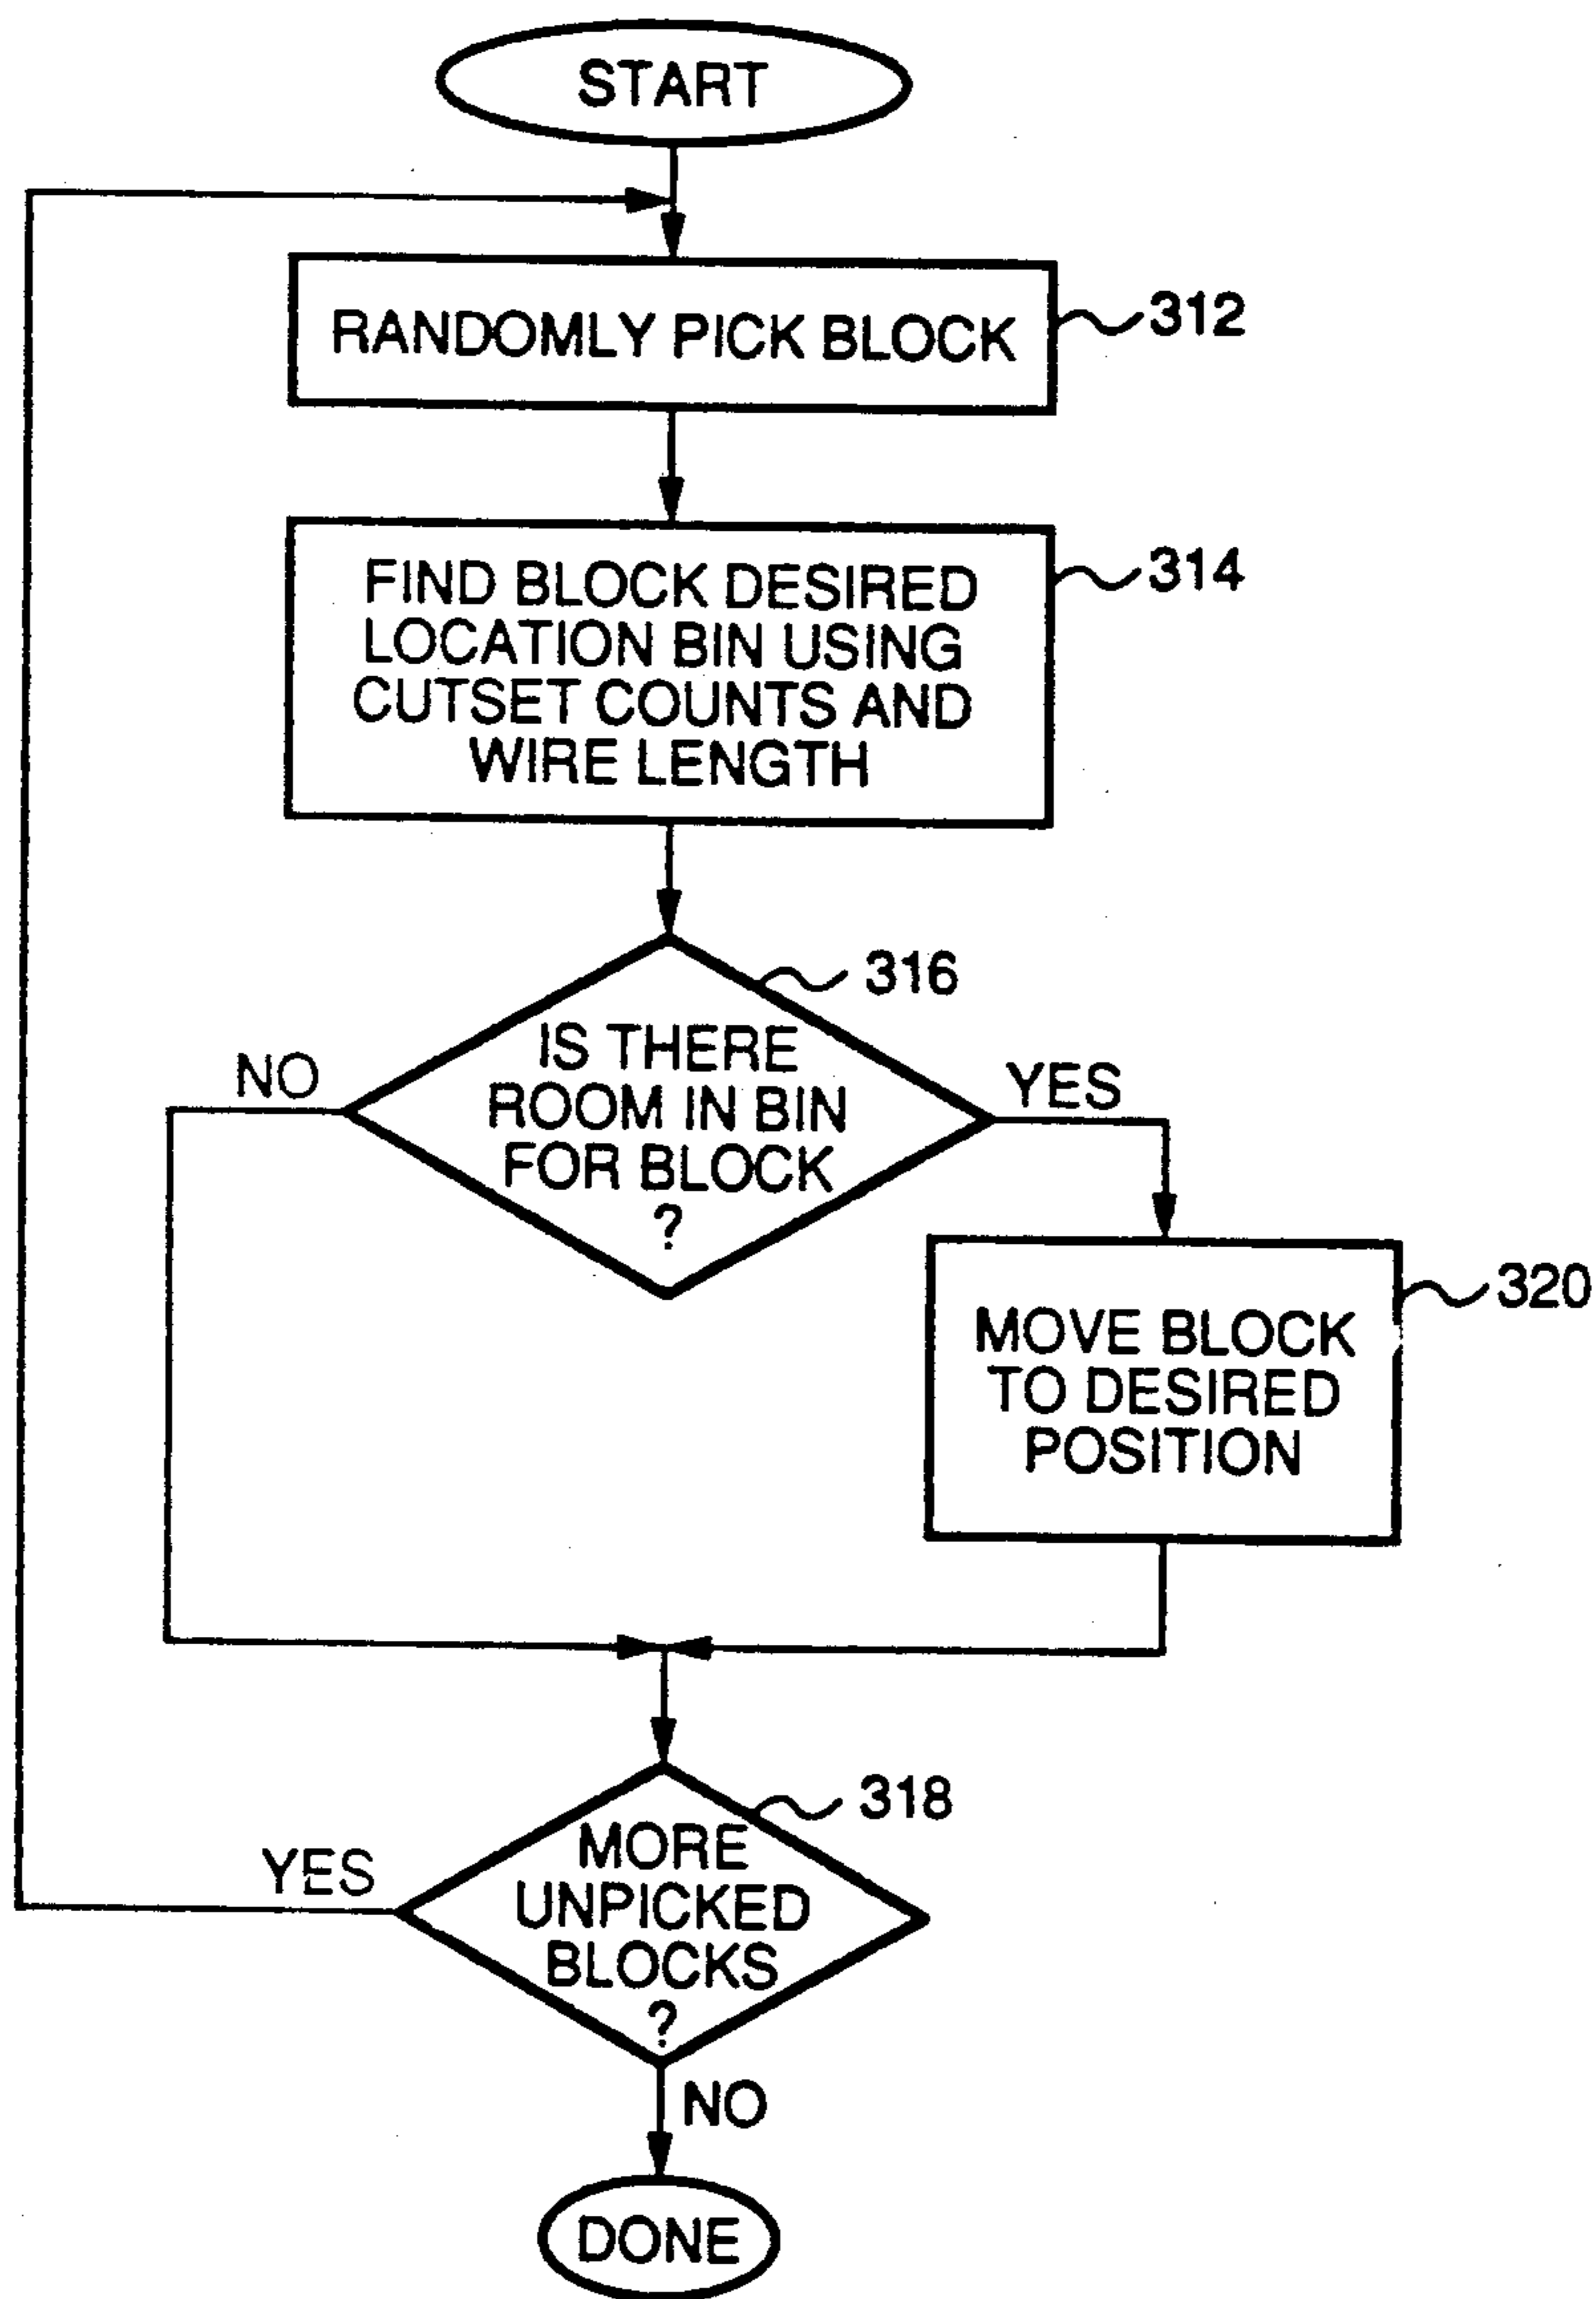 START
RANDOMLY PICK BLOCK
312
FIND BLOCK DESIRED
LOCATION BIN USING
CUTSET COUNTS AND
WIRE LENGTH
314
316
IS THERE
ROOM IN BIN
FOR BLOCK
?
NO
YES
MOVE BLOCK
TO DESIRED
POSITION
320
318
MORE
UNPICKED
BLOCKS
?
YES
NO
DONE